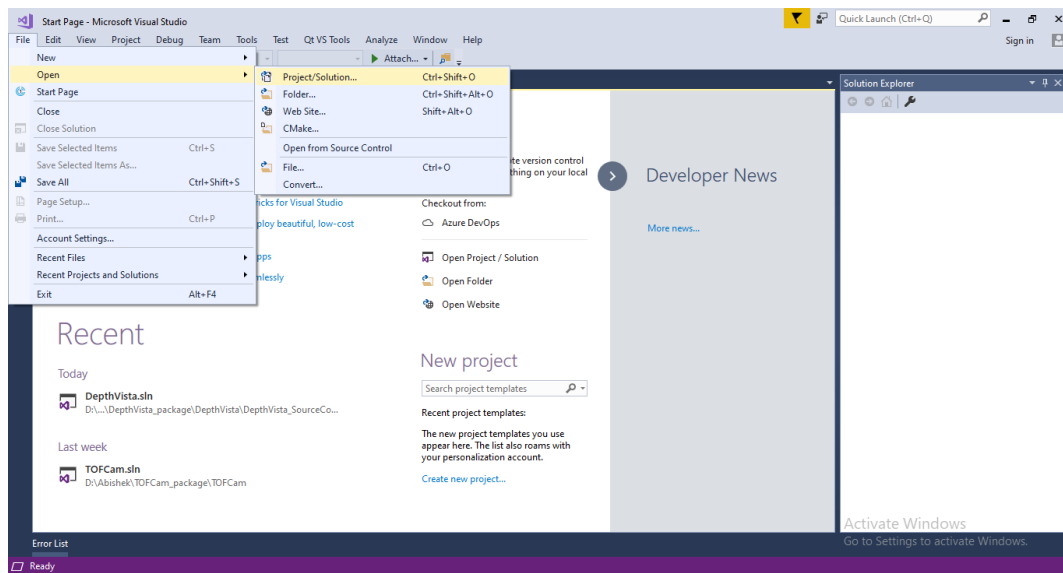 Start Page - Microsoft Visual Studio
Quick Launch (Ctrl+Q)
File Edit View Project Debug Team Tools Test Qt VS Tools Analyze Window Help
Sign in
Attach...
New
Open
Start Page
Close
Close Solution
Save Selected Items Ctrl+S
Save Selected Items As...
Save All Ctrl+Shift+S
Page Setup...
Print... Ctrl+P
Account Settings...
Recent Files
Recent Projects and Solutions
Exit Alt+F4
Project/Solution... Ctrl+Shift+O
Folder... Ctrl+Shift+Alt+O
Web Site... Shift+Alt+O
CMake...
Open from Source Control
File... Ctrl+O
Convert...
icks for Visual Studio
ploy beautiful, low-cost
pps
mlessly
te version control
thing on your local
Checkout from:
Azure DevOps
Open Project / Solution
Open Folder
Open Website
Recent
Today
DepthVista.sln
D:\...\DepthVista_package\DepthVista\DepthVista_SourceCo...
Last week
TOFCam.sln
D:\Abishek\TOFCam_package\TOFCam
New project
Search project templates
Recent project templates:
The new project templates you use
appear here. The list also roams with
your personalization account.
Create new project...
Developer News
More news...
Solution Explorer
Activate Windows
Go to Settings to activate Windows.
Error List
Ready